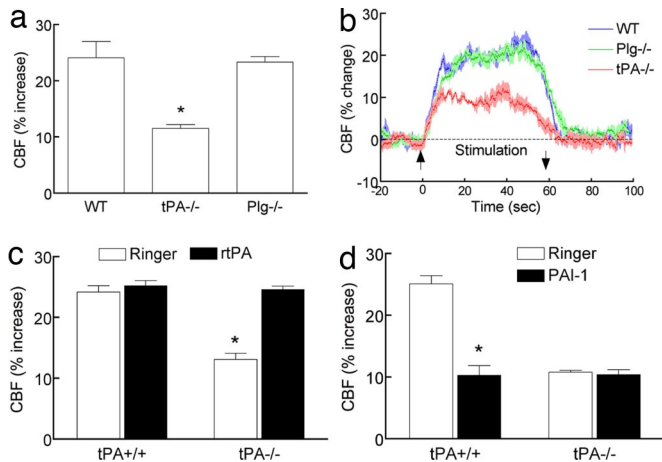 a
CBF (% increase)
30
20
10
0
*
WT
tPA-/-
Plg-/-
b
CBF (% change)
30
20
10
0
-10
WT
Plg-/-
tPA-/-
Stimulation
-20
0
20
40
60
80
100
Time (sec)
c
Ringer
rtPA
CBF (% increase)
30
20
10
0
*
tPA+/+
tPA-/-
d
Ringer
PAI-1
CBF (% increase)
30
20
10
0
*
tPA+/+
tPA-/-